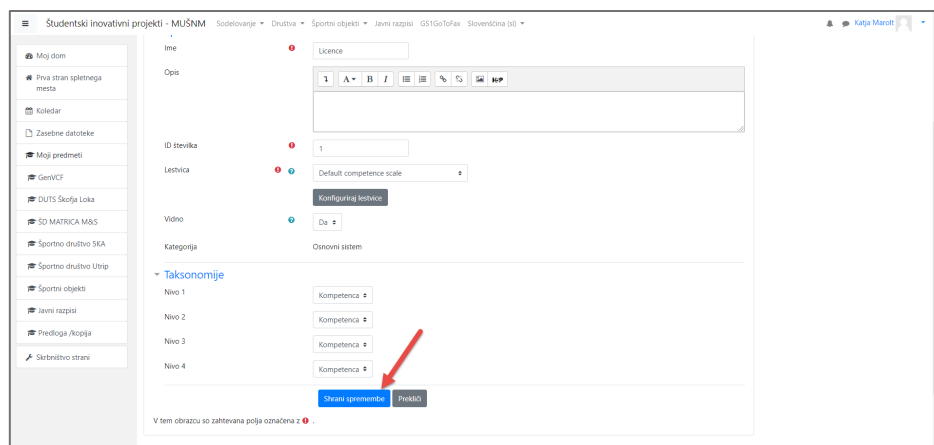 Študentski inovativni projekti - MUŠNM Sodelovanje Društva Športni objekti Javni razpisi GS1GoToFax Slovenščina (sl) Katja Marolt
Moj dom
Prva stran spletnega
mesta
Koledar
Zasebne datoteke
Moji predmeti
GenVCF
DUTS Škofja Loka
ŠD MATRICA M&S
Športno društvo 5KA
Športno društvo Utrip
Športni objekti
Javni razpisi
Predloga /kopija
Skrbništvo strani
Ime Licence
Opis
A B I H-P
ID številka 1
Lestvica Default competence scale
Konfiguriraj lestvice
Vidno Da
Kategorija Osnovni sistem
Taksonomije
Nivo 1 Kompetenca
Nivo 2 Kompetenca
Nivo 3 Kompetenca
Nivo 4 Kompetenca
Shrani spremembe Prekliči
V tem obrazcu so zahtevana polja označena z .